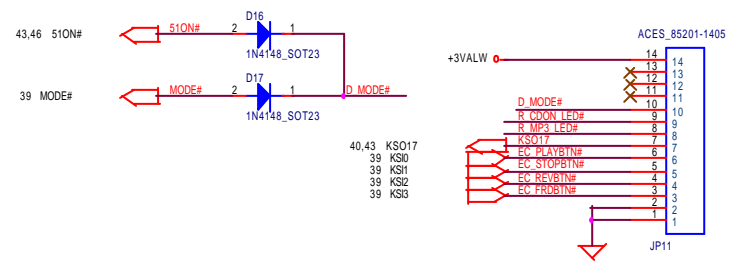 D16
43,46 51ON# 51ON# 2 1
1N4148_SOT23
D17
39 MODE# MODE# 2 1 D_MODE#
1N4148_SOT23
40,43 KSO17
39 KSI0
39 KSI1
39 KSI2
39 KSI3
ACES_85201-1405
+3VALW 14 14
13 13
12 12
11 11
D_MODE# 10 10
R_CDON_LED# 9 9
R_MP3_LED# 8 8
KSO17 7 7
EC_PLAYBTN# 6 6
EC_STOPBTN# 5 5
EC_REVBTN# 4 4
EC_FRDBTN# 3 3
2 2
1 1
JP11